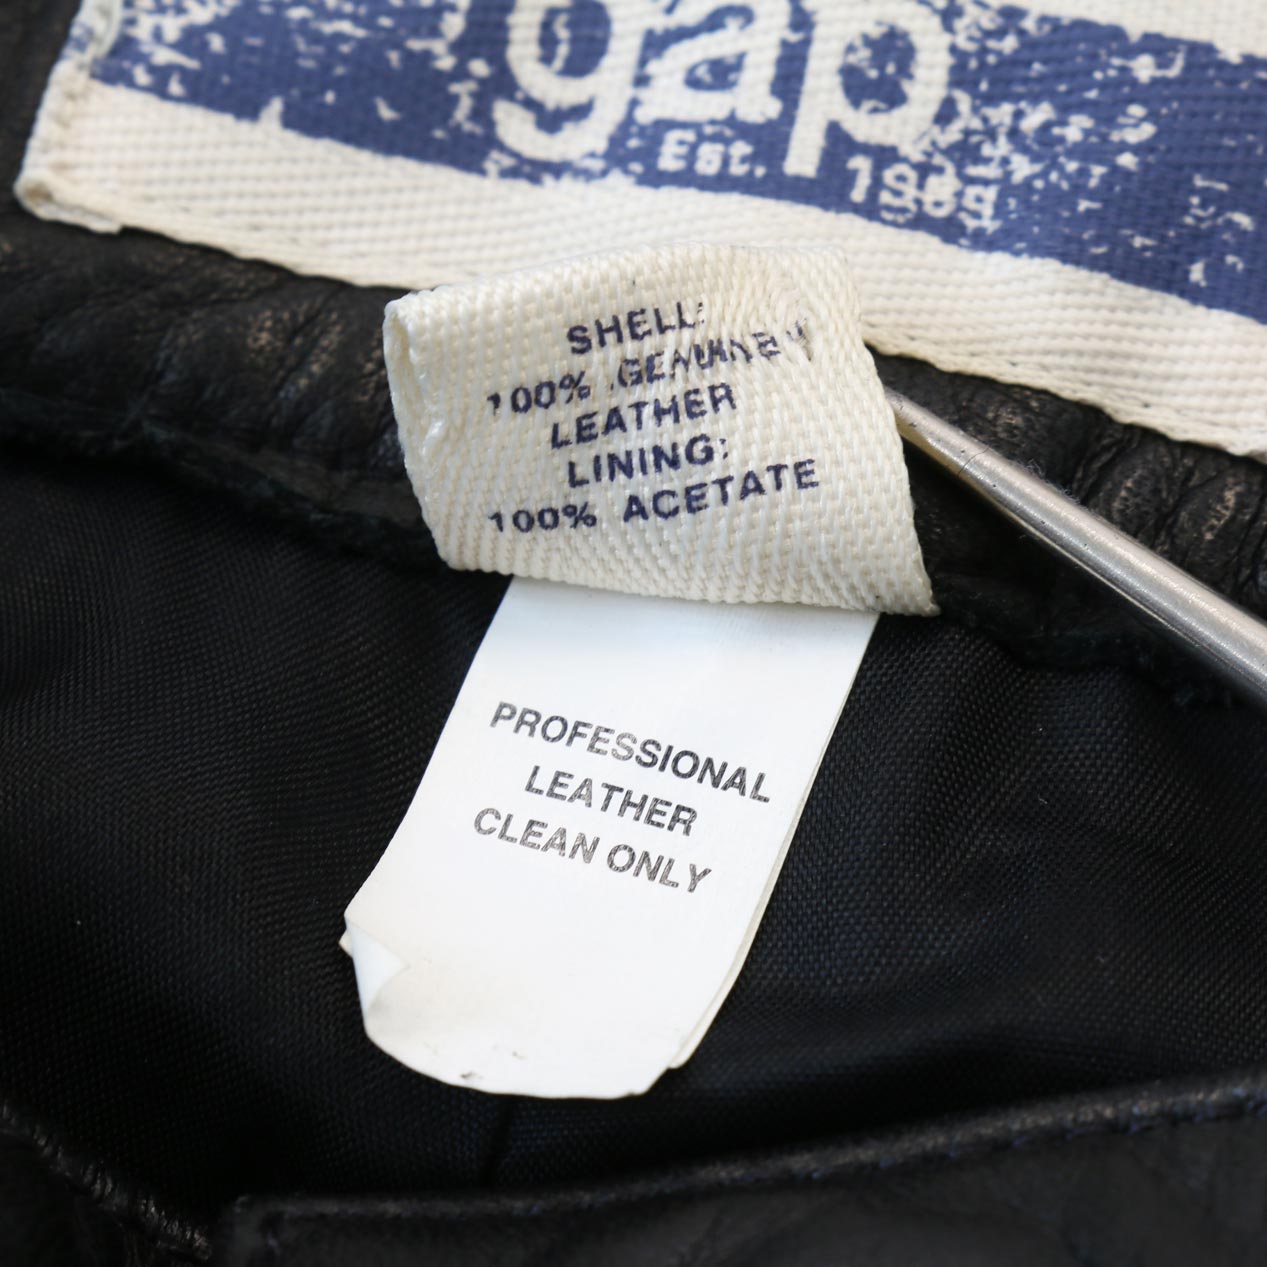 gap
Est. 1969
SHELL:
100% GENUINE
LEATHER
LINING:
100% ACETATE
PROFESSIONAL
LEATHER
CLEAN ONLY